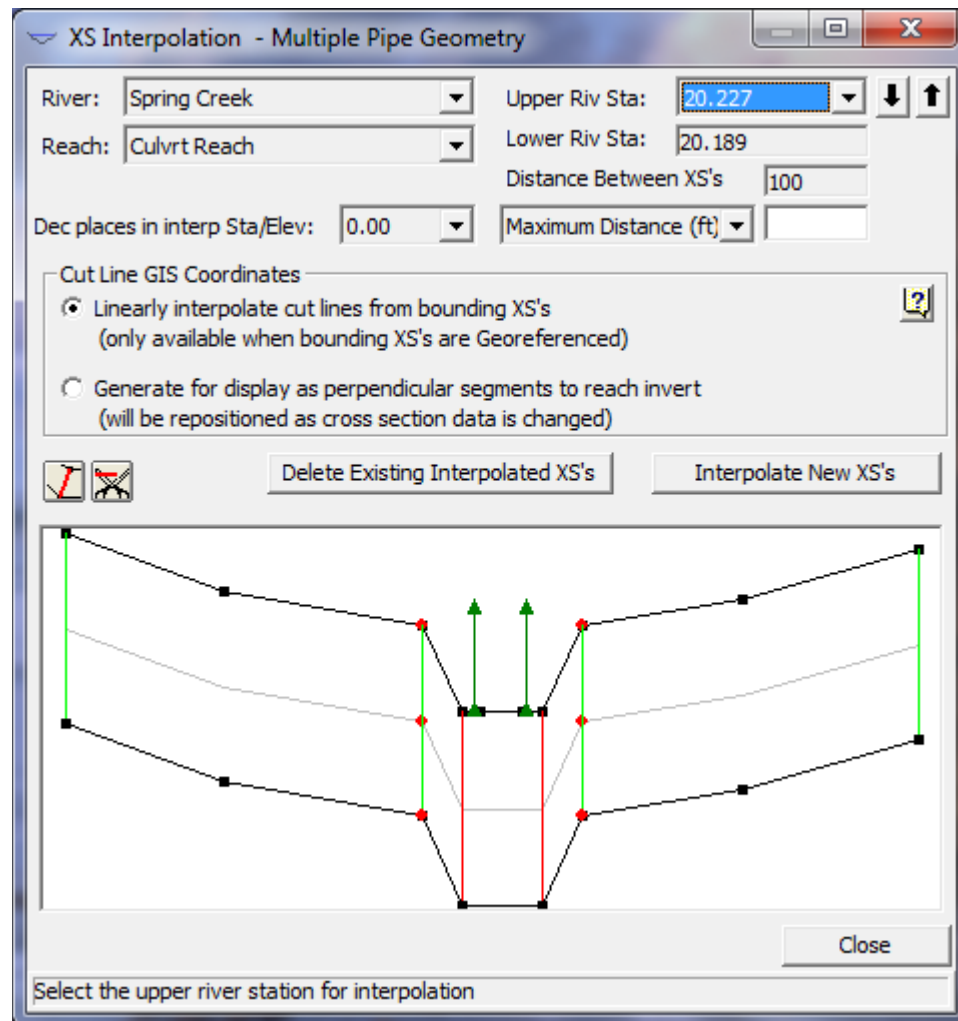 XS Interpolation - Multiple Pipe Geometry
River: Spring Creek
Upper Riv Sta: 20.227
Reach: Culvrt Reach
Lower Riv Sta: 20.189
Distance Between XS's 100
Dec places in interp Sta/Elev: 0.00
Maximum Distance (ft)
Cut Line GIS Coordinates
Linearly interpolate cut lines from bounding XS's
(only available when bounding XS's are Georeferenced)
Generate for display as perpendicular segments to reach invert
(will be repositioned as cross section data is changed)
Delete Existing Interpolated XS's
Interpolate New XS's
Close
Select the upper river station for interpolation